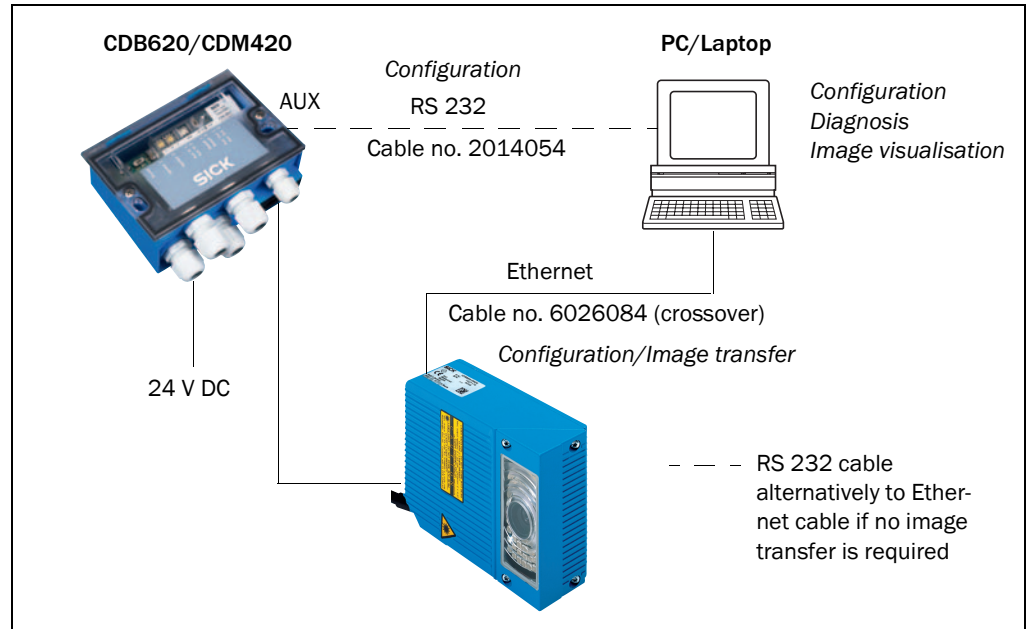 CDB620/CDM420
PC/Laptop
Configuration
AUX
RS 232
Cable no. 2014054
Configuration
Diagnosis
Image visualisation
SICK
Ethernet
Cable no. 6026084 (crossover)
Configuration/Image transfer
24 V DC
SICK
RS 232 cable
alternatively to Ether-
net cable if no image
transfer is required